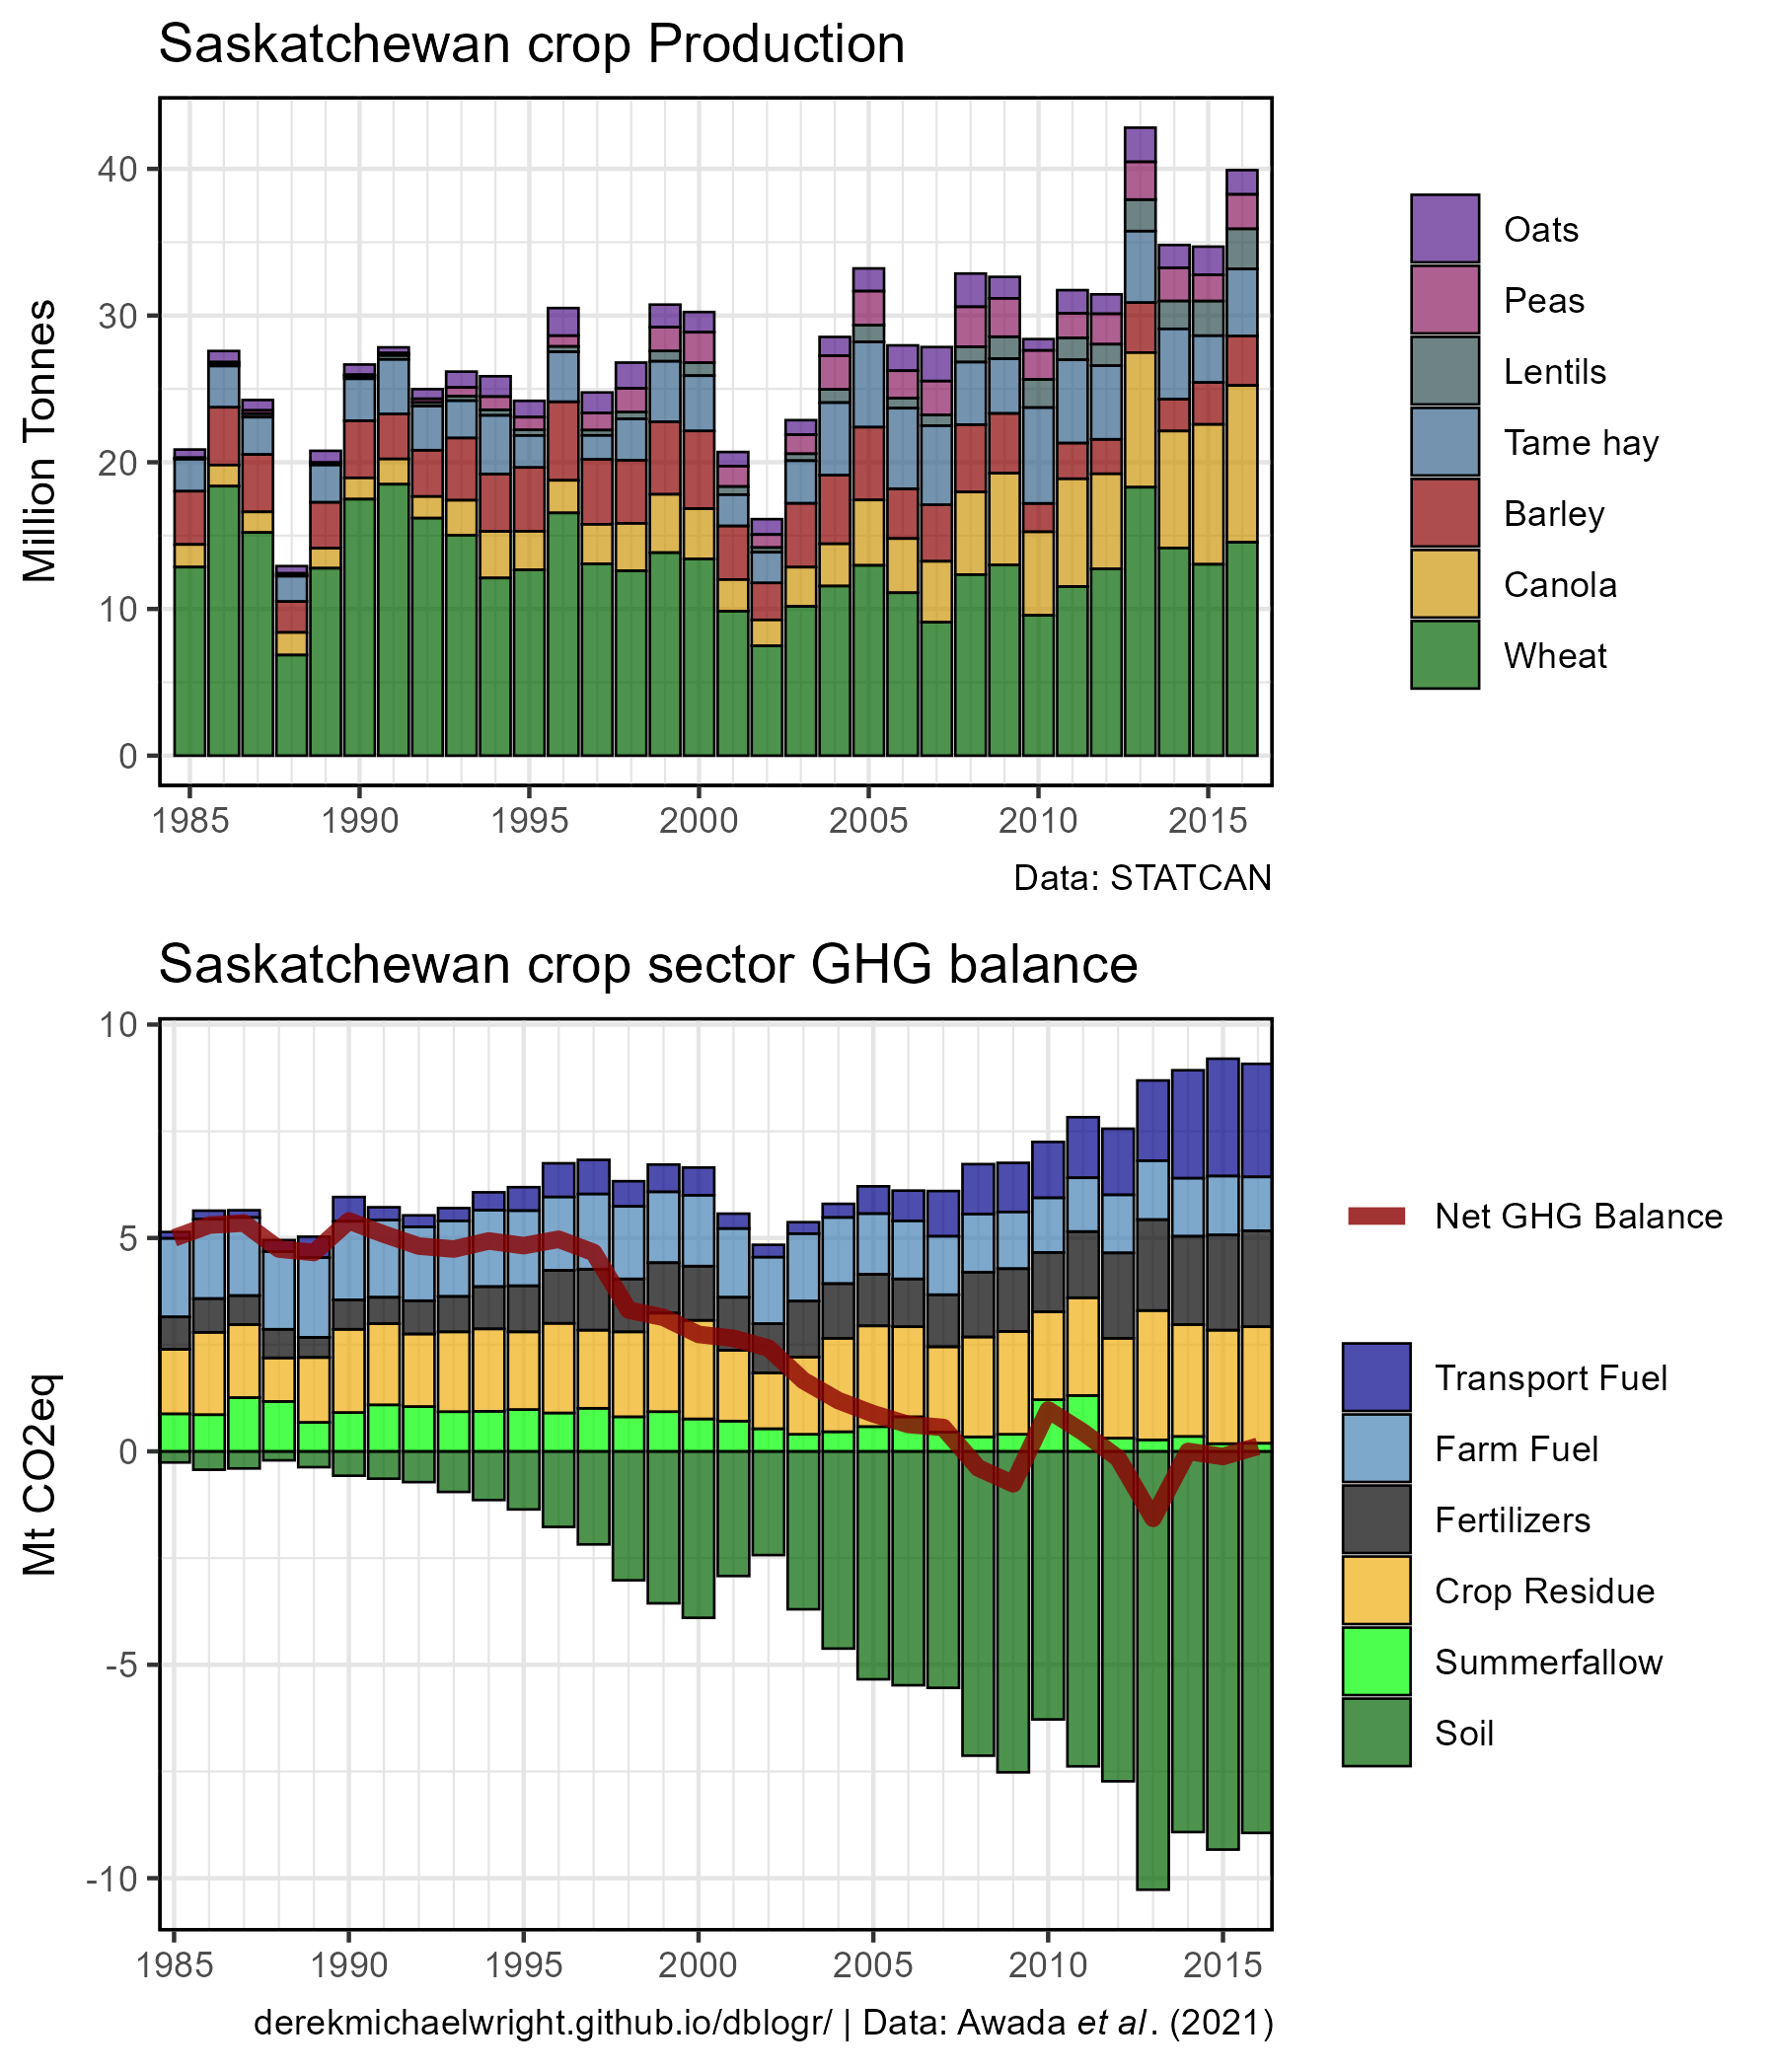 Saskatchewan crop Production
Million Tonnes
40
30
20
10
0
1985 1990 1995 2000 2005 2010 2015
Oats
Peas
Lentils
Tame hay
Barley
Canola
Wheat
Data: STATCAN
Saskatchewan crop sector GHG balance
Mt CO2eq
10
5
0
-5
-10
1985 1990 1995 2000 2005 2010 2015
Net GHG Balance
Transport Fuel
Farm Fuel
Fertilizers
Crop Residue
Summerfallow
Soil
derekmichaelwright.github.io/dblogr/ | Data: Awada et al. (2021)